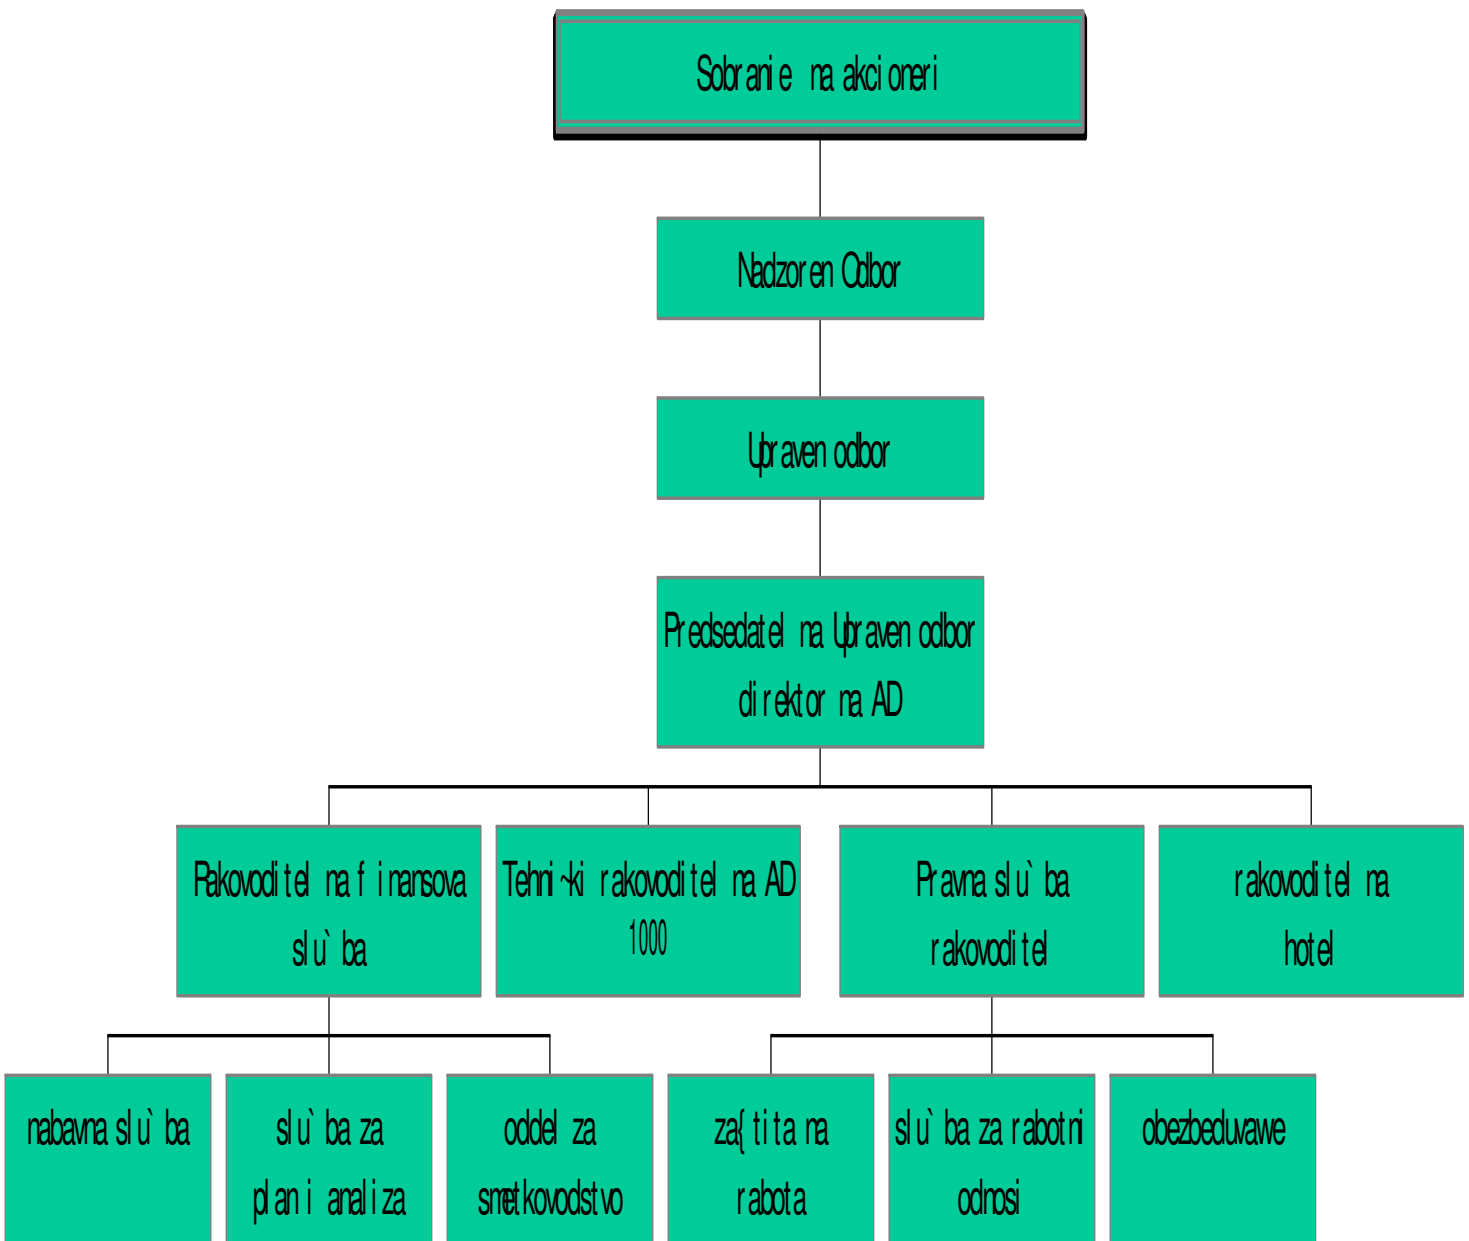 Sobranie na akcioneri
Nadzoren Odbor
Upraven odbor
Predsedatel na Upraven odbor
direktor na AD
Rakovoditel na finansova
slu`ba
Tehni~ki rakovoditel na AD
1000
Pravna slu`ba
rakovoditel
rakovoditel na
hotel
nabavna slu`ba
slu`ba za
plan i analiza
oddel za
smetkovodstvo
za{tita na
rabota
slu`ba za rabotni
odnosi
obezbeduvawe